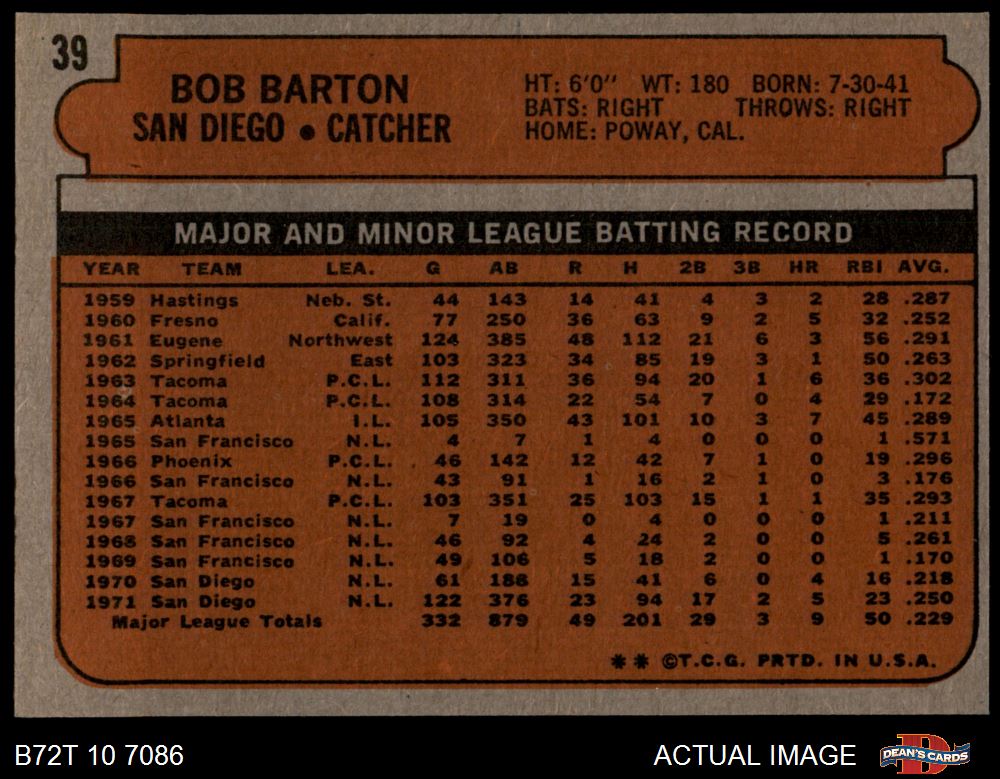 39
BOB BARTON
SAN DIEGO • CATCHER
HT: 6'0" WT: 180 BORN: 7-30-41
BATS: RIGHT THROWS: RIGHT
HOME: POWAY, CAL.
MAJOR AND MINOR LEAGUE BATTING RECORD
YEAR TEAM LEA. G AB R H 2B 3B HR RBI AVG.
1959 Hastings Neb. St. 44 143 14 41 4 3 2 28 .287
1960 Fresno Calif. 77 250 36 63 9 2 5 32 .252
1961 Eugene Northwest 124 385 48 112 21 6 3 56 .291
1962 Springfield East 103 323 34 85 19 3 1 50 .263
1963 Tacoma P.C.L. 112 311 36 94 20 1 6 36 .302
1964 Tacoma P.C.L. 108 314 22 54 7 0 4 29 .172
1965 Atlanta I.L. 105 350 43 101 10 3 7 45 .289
1965 San Francisco N.L. 4 7 1 4 0 0 0 1 .571
1966 Phoenix P.C.L. 46 142 12 42 7 1 0 19 .296
1966 San Francisco N.L. 43 91 1 16 2 1 0 3 .176
1967 Tacoma P.C.L. 103 351 25 103 15 1 1 35 .293
1967 San Francisco N.L. 7 19 0 4 0 0 0 1 .211
1968 San Francisco N.L. 46 92 4 24 2 0 0 5 .261
1969 San Francisco N.L. 49 106 5 18 2 0 0 1 .170
1970 San Diego N.L. 61 188 15 41 6 0 4 16 .218
1971 San Diego N.L. 122 376 23 94 17 2 5 23 .250
Major League Totals 332 879 49 201 29 3 9 50 .229
* * ©T.C.G. PRTD. IN U.S.A.
B72T 10 7086
ACTUAL IMAGE
DEAN'S CARDS